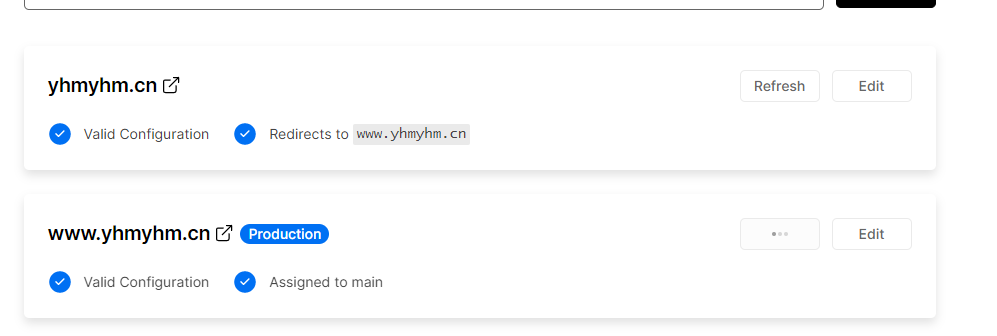 yhmyhm.cn
Refresh
Edit
Valid Configuration
Redirects to www.yhmyhm.cn
www.yhmyhm.cn Production
Edit
Valid Configuration
Assigned to main